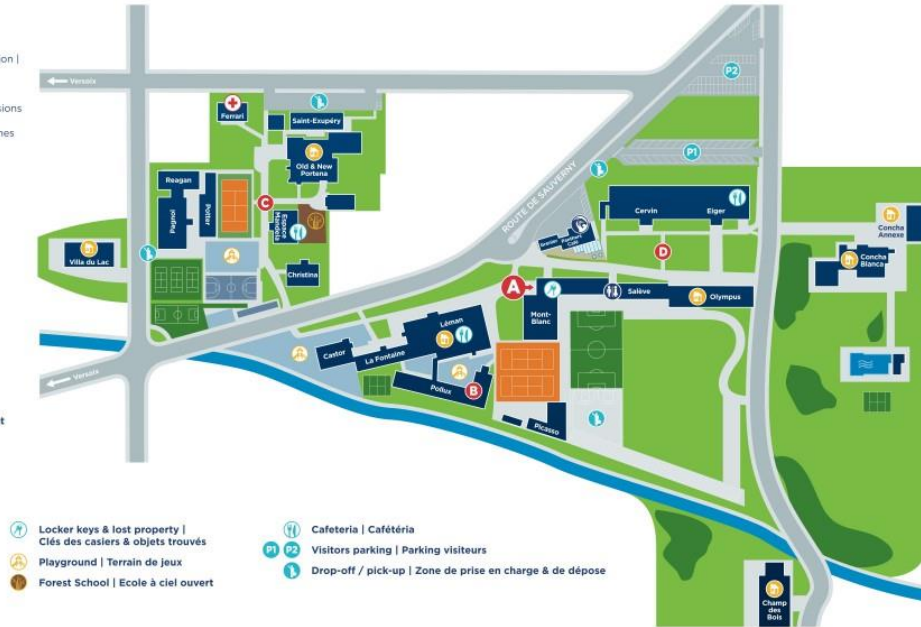 on |
sions
nes
t
Versoix
P2
P1
Ferrari
Saint-Exupéry
Old & New
Portena
Reagan
Pagnol
Potter
C
Espace
Mandela
Christina
Villa du Lac
ROUTE DE SAUVERNY
Cervin
Eiger
Concha
Annexe
Concha
Blanca
D
A
Mont-
Blanc
Salève
Olympus
Castor
La Fontaine
Léman
Pollux
B
Picasso
Versoix
Champ
des
Bois
Locker keys & lost property |
Clés des casiers & objets trouvés
Playground | Terrain de jeux
Forest School | Ecole à ciel ouvert
Cafeteria | Cafétéria
P1 P2 Visitors parking | Parking visiteurs
Drop-off / pick-up | Zone de prise en charge & de dépose